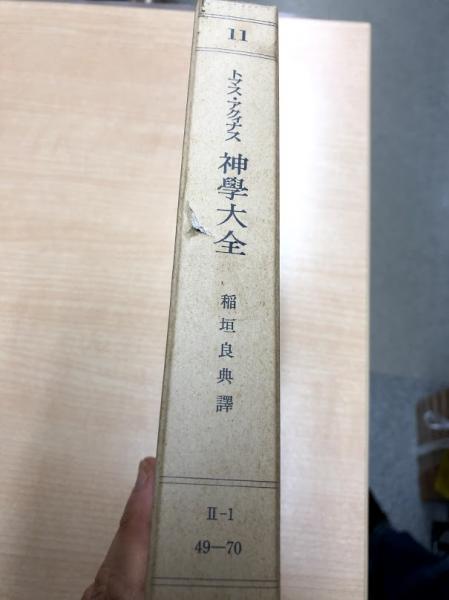 11
トマス・アクィナス
神學大全
稲垣良典譯
II-1
49—70